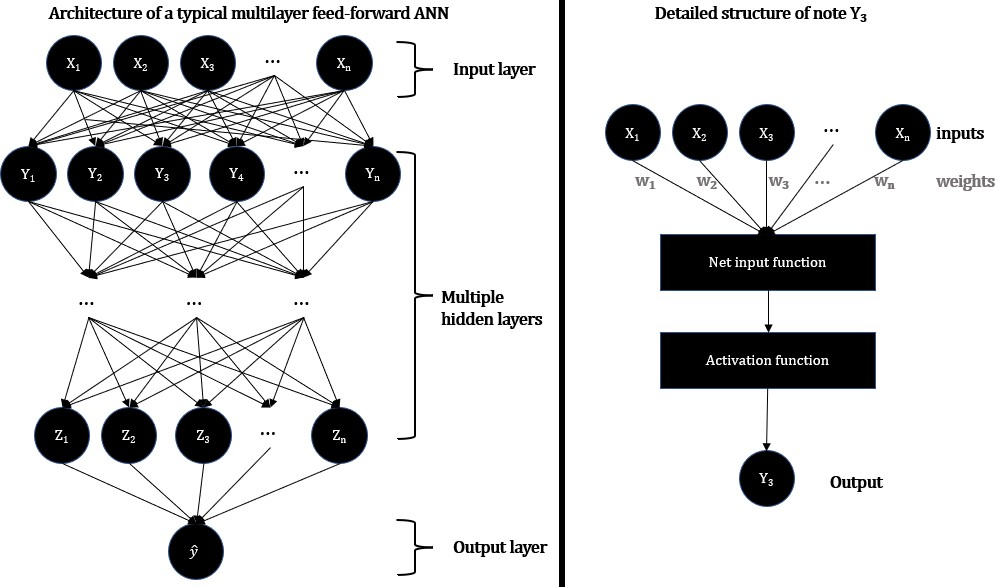 Architecture of a typical multilayer feed-forward ANN
X₁ X₂ X₃ ... Xₙ
Input layer
Y₁ Y₂ Y₃ Y₄ ... Yₙ
... ... ...
Multiple
hidden layers
Z₁ Z₂ Z₃ ... Zₙ
ŷ
Output layer
Detailed structure of note Y₃
X₁ X₂ X₃ ... Xₙ inputs
w₁ w₂ w₃ ... wₙ weights
Net input function
Activation function
Y₃ Output